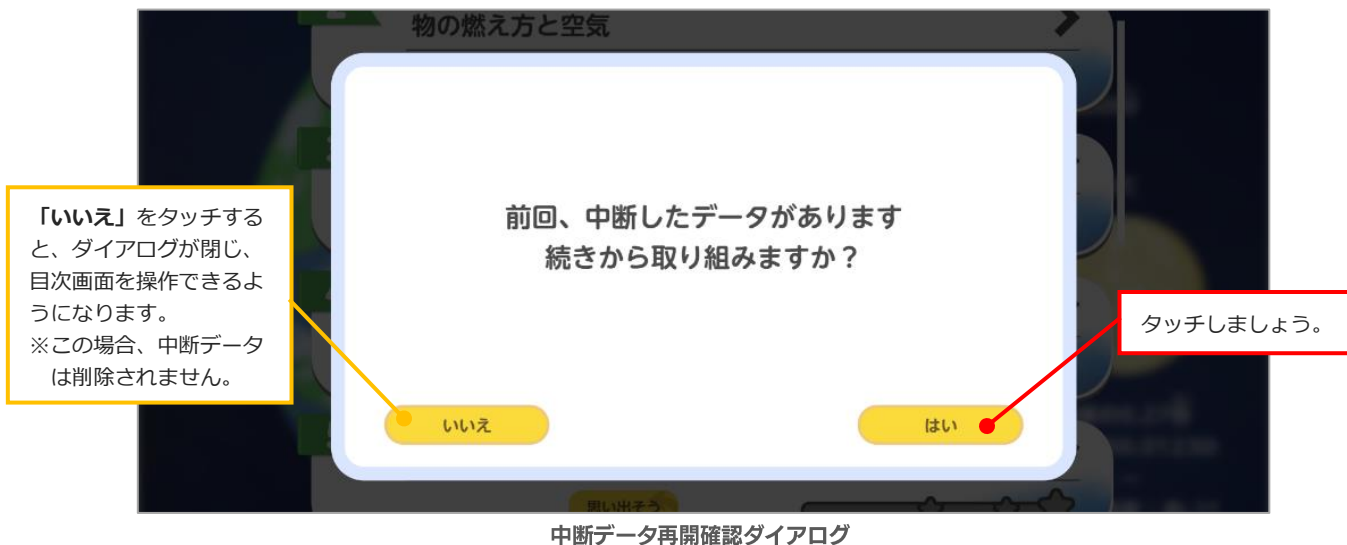 物の燃え方と空気
前回、中断したデータがあります
続きから取り組みますか？
「いいえ」をタッチする
と、ダイアログが閉じ、
目次画面を操作できるよ
うになります。
※この場合、中断データ
は削除されません。
タッチしましょう。
いいえ
はい
思い出そう
中断データ再開確認ダイアログ